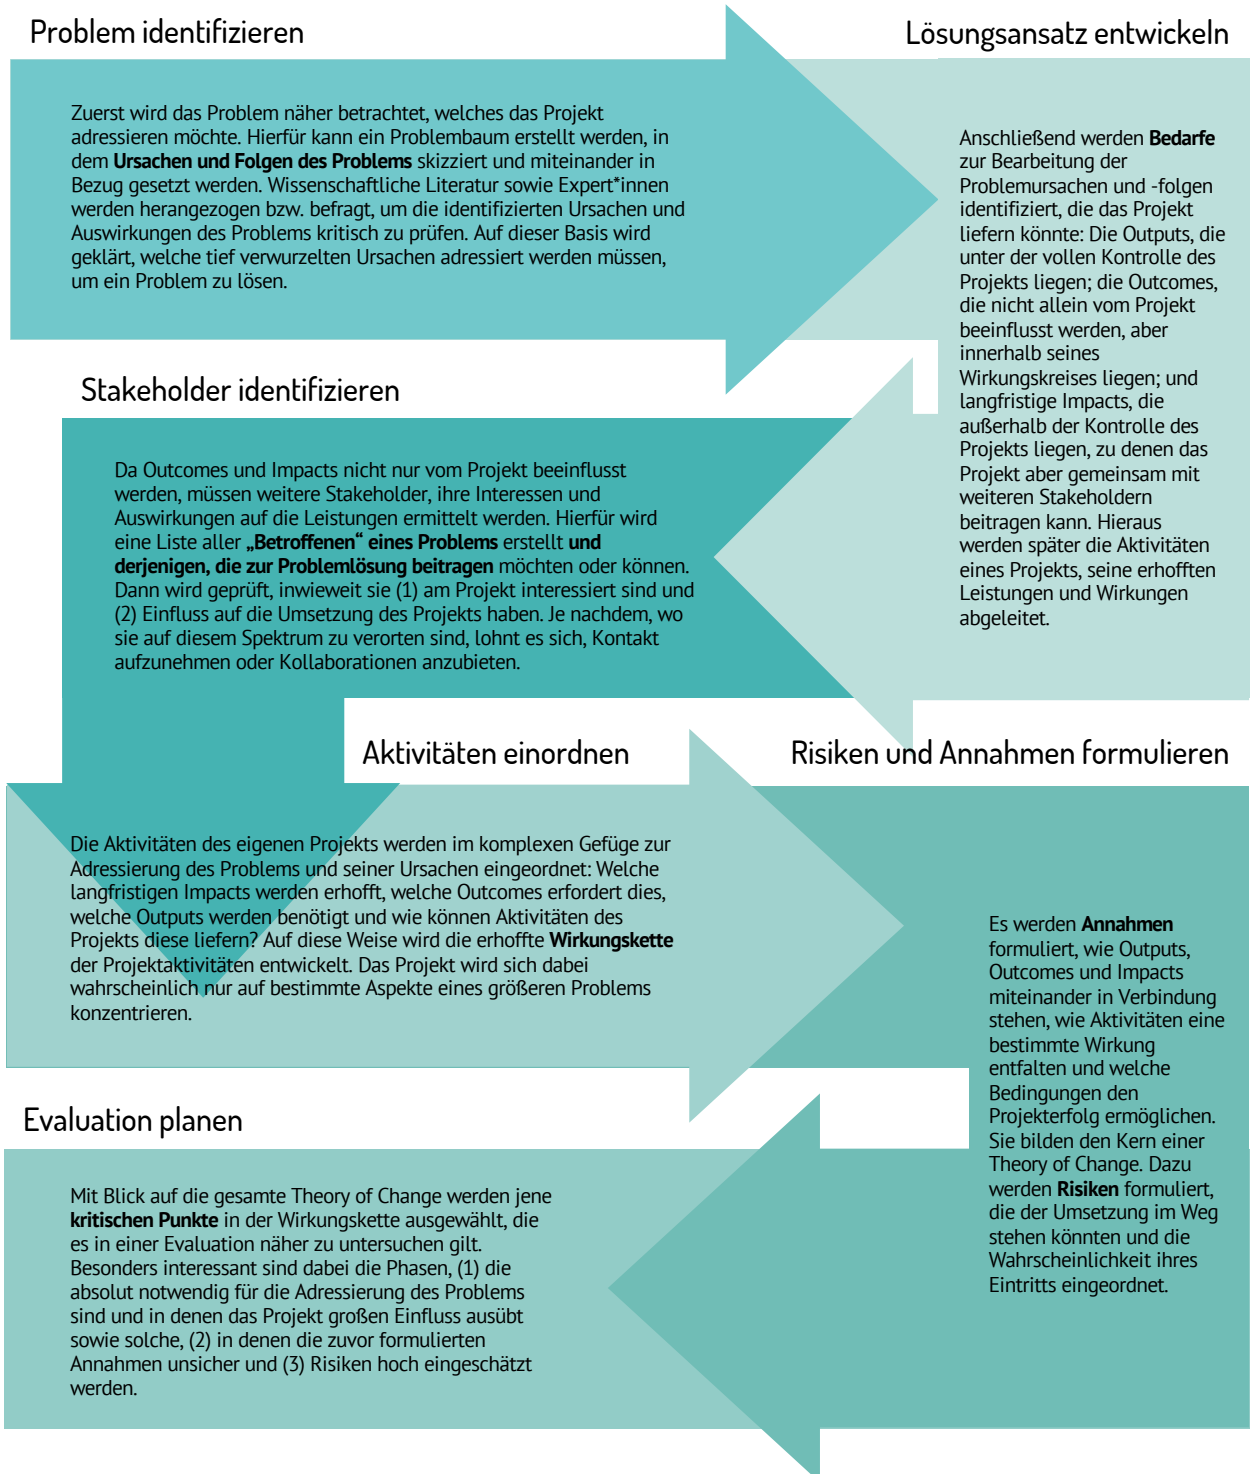 Problem identifizieren
Zuerst wird das Problem näher betrachtet, welches das Projekt
adressieren möchte. Hierfür kann ein Problembaum erstellt werden, in
dem Ursachen und Folgen des Problems skizziert und miteinander in
Bezug gesetzt werden. Wissenschaftliche Literatur sowie Expert*innen
werden herangezogen bzw. befragt, um die identifizierten Ursachen und
Auswirkungen des Problems kritisch zu prüfen. Auf dieser Basis wird
geklärt, welche tief verwurzelten Ursachen adressiert werden müssen,
um ein Problem zu lösen.
Lösungsansatz entwickeln
Anschließend werden Bedarfe
zur Bearbeitung der
Problemursachen und -folgen
identifiziert, die das Projekt
liefern könnte: Die Outputs, die
unter der vollen Kontrolle des
Projekts liegen; die Outcomes,
die nicht allein vom Projekt
beeinflusst werden, aber
innerhalb seines
Wirkungskreises liegen; und
langfristige Impacts, die
außerhalb der Kontrolle des
Projekts liegen, zu denen das
Projekt aber gemeinsam mit
weiteren Stakeholdern
beitragen kann. Hieraus
werden später die Aktivitäten
eines Projekts, seine erhofften
Leistungen und Wirkungen
abgeleitet.
Stakeholder identifizieren
Da Outcomes und Impacts nicht nur vom Projekt beeinflusst
werden, müssen weitere Stakeholder, ihre Interessen und
Auswirkungen auf die Leistungen ermittelt werden. Hierfür wird
eine Liste aller „Betroffenen“ eines Problems erstellt und
derjenigen, die zur Problemlösung beitragen möchten oder können.
Dann wird geprüft, inwieweit sie (1) am Projekt interessiert sind und
(2) Einfluss auf die Umsetzung des Projekts haben. Je nachdem, wo
sie auf diesem Spektrum zu verorten sind, lohnt es sich, Kontakt
aufzunehmen oder Kollaborationen anzubieten.
Aktivitäten einordnen
Die Aktivitäten des eigenen Projekts werden im komplexen Gefüge zur
Adressierung des Problems und seiner Ursachen eingeordnet: Welche
langfristigen Impacts werden erhofft, welche Outcomes erfordert dies,
welche Outputs werden benötigt und wie können Aktivitäten des
Projekts diese liefern? Auf diese Weise wird die erhoffte Wirkungskette
der Projektaktivitäten entwickelt. Das Projekt wird sich dabei
wahrscheinlich nur auf bestimmte Aspekte eines größeren Problems
konzentrieren.
Risiken und Annahmen formulieren
Es werden Annahmen
formuliert, wie Outputs,
Outcomes und Impacts
miteinander in Verbindung
stehen, wie Aktivitäten eine
bestimmte Wirkung
entfalten und welche
Bedingungen den
Projekterfolg ermöglichen.
Sie bilden den Kern einer
Theory of Change. Dazu
werden Risiken formuliert,
die der Umsetzung im Weg
stehen könnten und die
Wahrscheinlichkeit ihres
Eintritts eingeordnet.
Evaluation planen
Mit Blick auf die gesamte Theory of Change werden jene
kritischen Punkte in der Wirkungskette ausgewählt, die
es in einer Evaluation näher zu untersuchen gilt.
Besonders interessant sind dabei die Phasen, (1) die
absolut notwendig für die Adressierung des Problems
sind und in denen das Projekt großen Einfluss ausübt
sowie solche, (2) in denen die zuvor formulierten
Annahmen unsicher und (3) Risiken hoch eingeschätzt
werden.